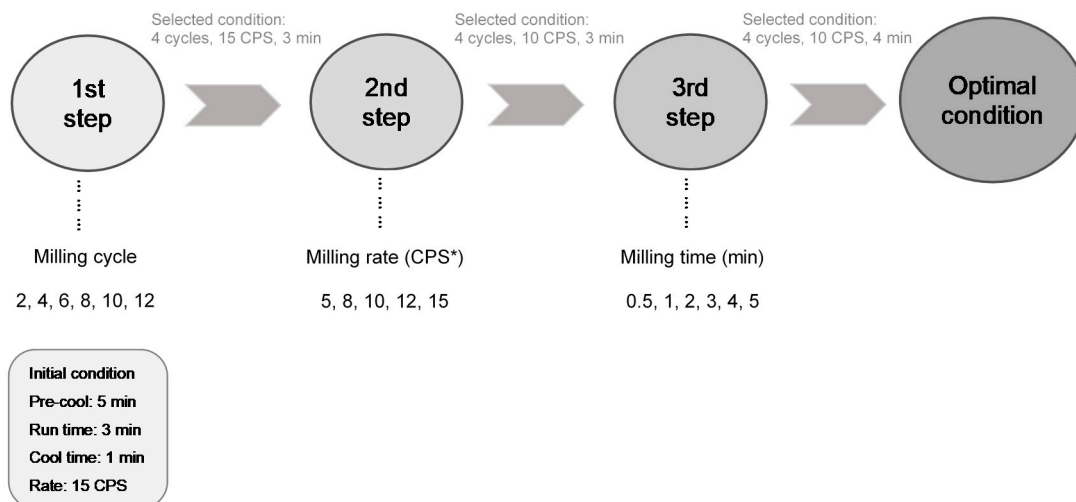 Selected condition:
4 cycles, 15 CPS, 3 min
Selected condition:
4 cycles, 10 CPS, 3 min
Selected condition:
4 cycles, 10 CPS, 4 min
1st
step
2nd
step
3rd
step
Optimal
condition
Milling cycle
2, 4, 6, 8, 10, 12
Milling rate (CPS*)
5, 8, 10, 12, 15
Milling time (min)
0.5, 1, 2, 3, 4, 5
Initial condition
Pre-cool: 5 min
Run time: 3 min
Cool time: 1 min
Rate: 15 CPS